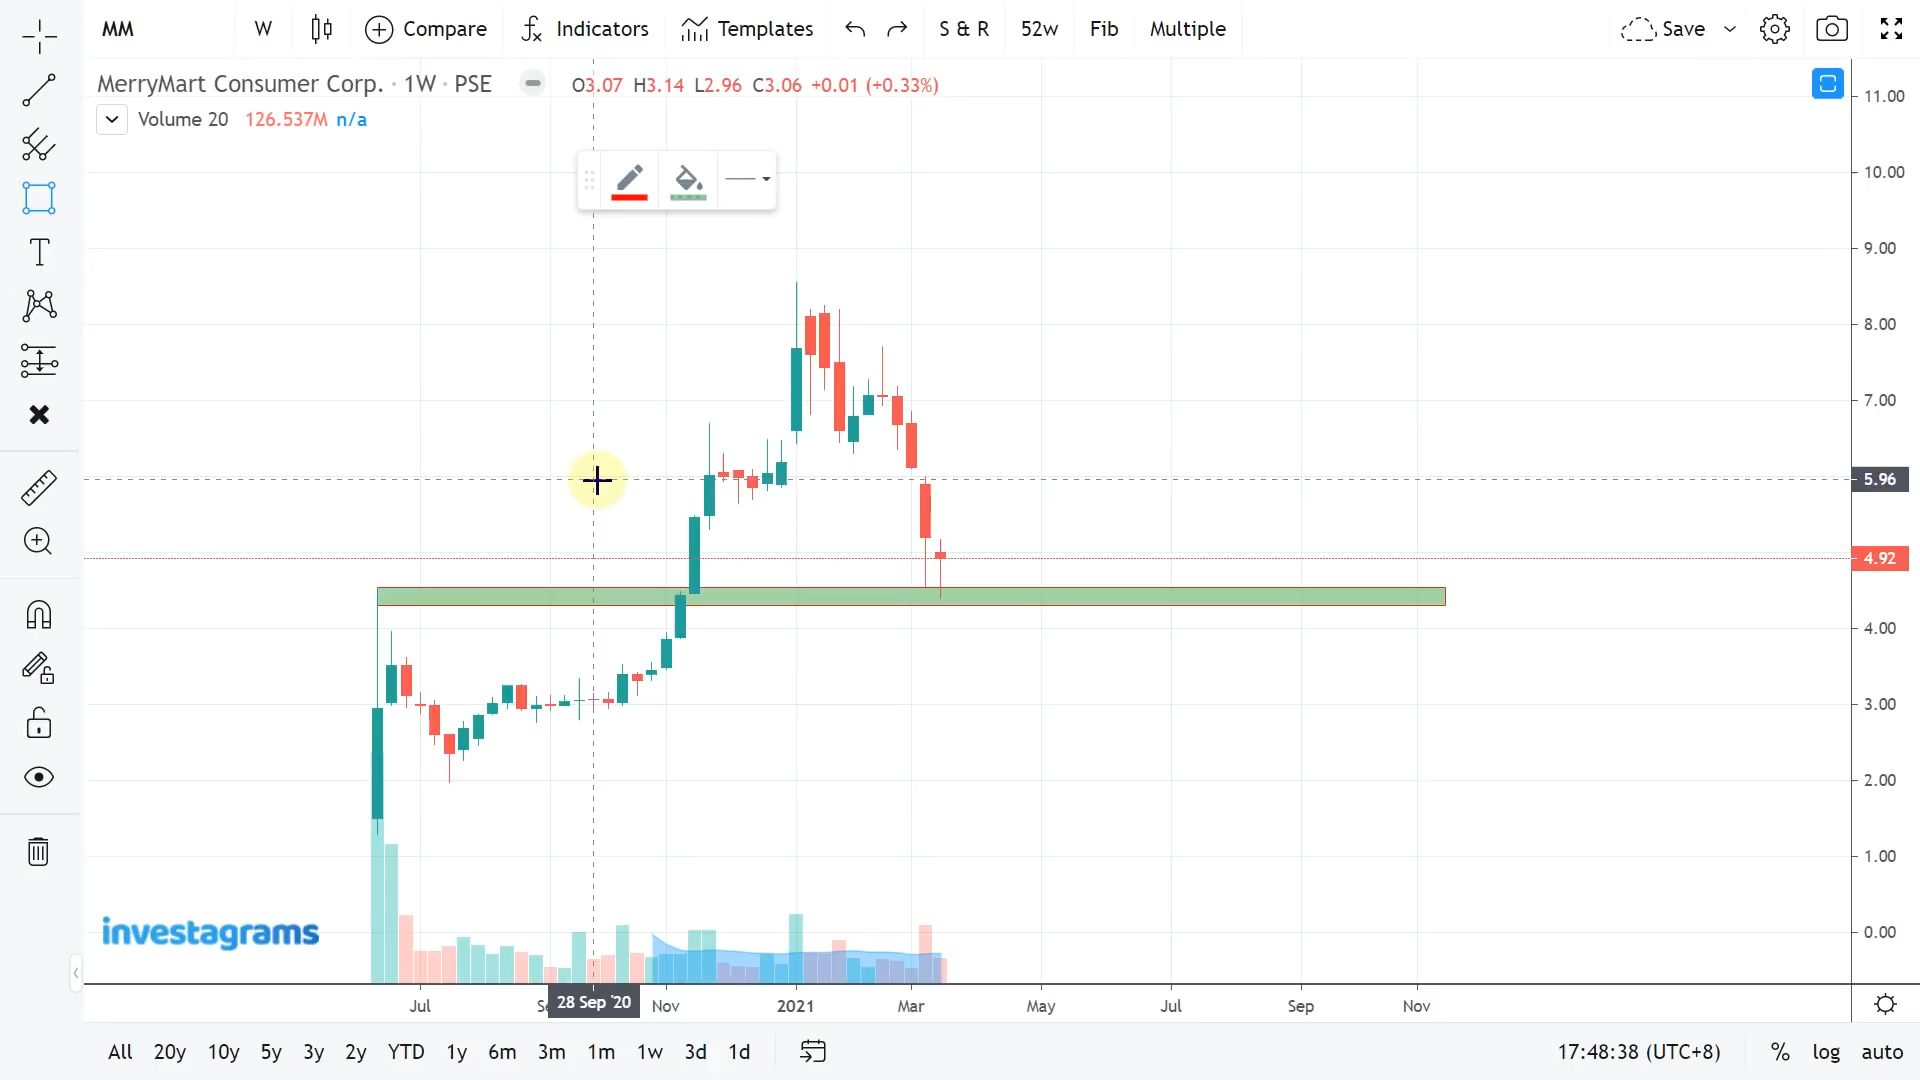 MM W Compare Indicators Templates S & R 52w Fib Multiple Save
MerryMart Consumer Corp. · 1W · PSE O3.07 H3.14 L2.96 C3.06 +0.01 (+0.33%)
Volume 20 126.537M n/a
11.00
10.00
9.00
8.00
7.00
5.96
4.92
4.00
3.00
2.00
1.00
0.00
investagrams
Jul 28 Sep '20 Nov 2021 Mar May Jul Sep Nov
All 20y 10y 5y 3y 2y YTD 1y 6m 3m 1m 1w 3d 1d 17:48:38 (UTC+8) % log auto